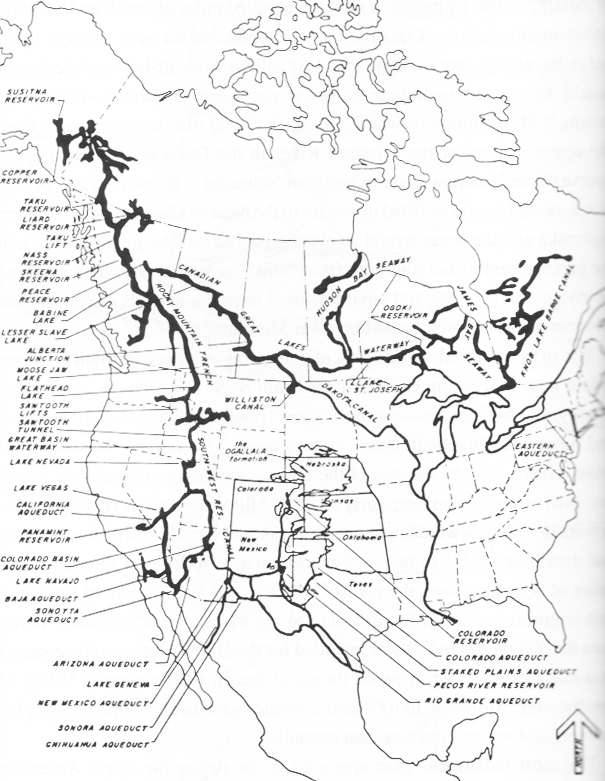 SUSITNA
RESERVOIR
COPPER
RESERVOIR
TAKU
RESERVOIR
LIARD
RESERVOIR
TAKU
LIFT
NASS
RESERVOIR
SKEENA
RESERVOIR
PEACE
RESERVOIR
BABINE
LAKE
LESSER SLAVE
LAKE
ALBERTA
JUNCTION
MOOSE JAW
LAKE
FLATHEAD
LAKE
SAWTOOTH
LIFTS
SAWTOOTH
TUNNEL
GREAT BASIN
WATERWAY
LAKE NEVADA
LAKE VEGAS
CALIFORNIA
AQUEDUCT
PANAMINT
RESERVOIR
COLORADO BASIN
AQUEDUCT
LAKE NAVAJO
BAJA AQUEDUCT
SONOYTA
AQUEDUCT
ARIZONA AQUEDUCT
LAKE GENEVA
NEW MEXICO AQUEDUCT
SONORA AQUEDUCT
CHIHUAHUA AQUEDUCT
CANADIAN
GREAT
LAKES
WATERWAY
ROCKY MOUNTAIN TRENCH
HUDSON BAY SEAWAY
OGOKI
RESERVOIR
JAMES
BAY
SEAWAY
KNOB LAKE BARGE CANAL
LAKE
ST. JOSEPH
DAKOTA CANAL
WILLISTON
CANAL
EASTERN
AQUEDUCT
SOUTH WEST RES.
CANAL
the
OGALLALA
formation
Nebraska
Colorado
Kansas
New
Mexico
Oklahoma
Texas
COLORADO
RESERVOIR
COLORADO AQUEDUCT
STAKED PLAINS AQUEDUCT
PECOS RIVER RESERVOIR
RIO GRANDE AQUEDUCT
NORTH